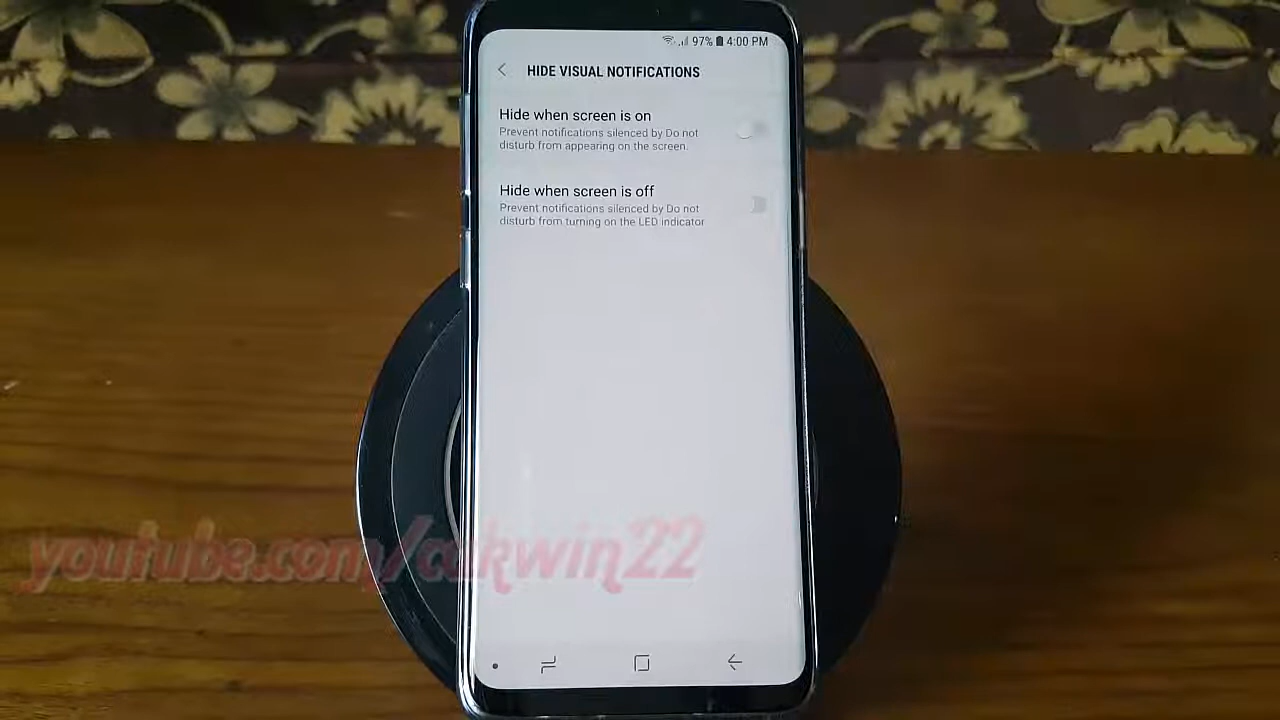 97% 4:00 PM
HIDE VISUAL NOTIFICATIONS
Hide when screen is on
Prevent notifications silenced by Do not
disturb from appearing on the screen.
Hide when screen is off
Prevent notifications silenced by Do not
disturb from turning on the LED indicator
youtube.com/cakwin22